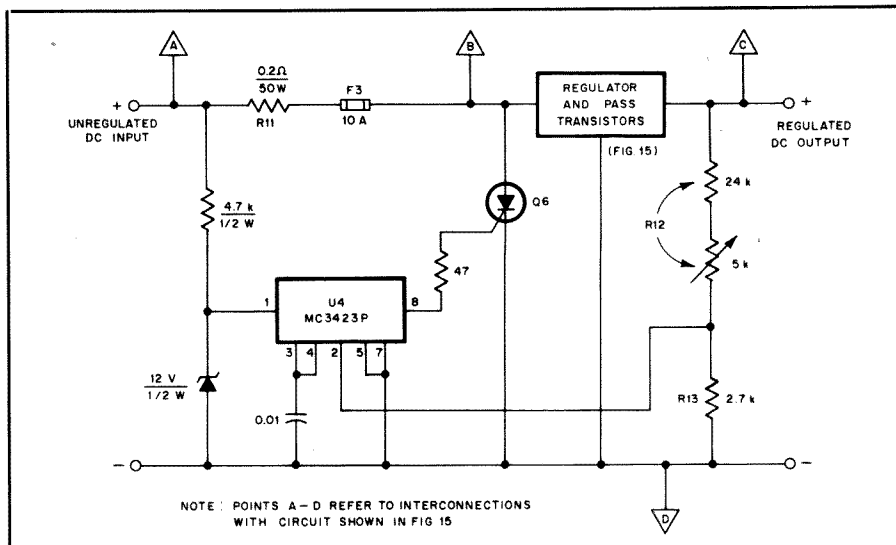 A
B
C
0.2Ω
50W
R11
F3
10 A
REGULATOR
AND PASS
TRANSISTORS
(FIG. 15)
+
UNREGULATED
DC INPUT
+
REGULATED
DC OUTPUT
4.7 k
1/2 W
Q6
24 k
R12
5 k
47
1
U4
MC3423P
8
3
4
2
5
7
12 V
1/2 W
0.01
R13
2.7 k
−
−
NOTE: POINTS A-D REFER TO INTERCONNECTIONS
WITH CIRCUIT SHOWN IN FIG 15
D